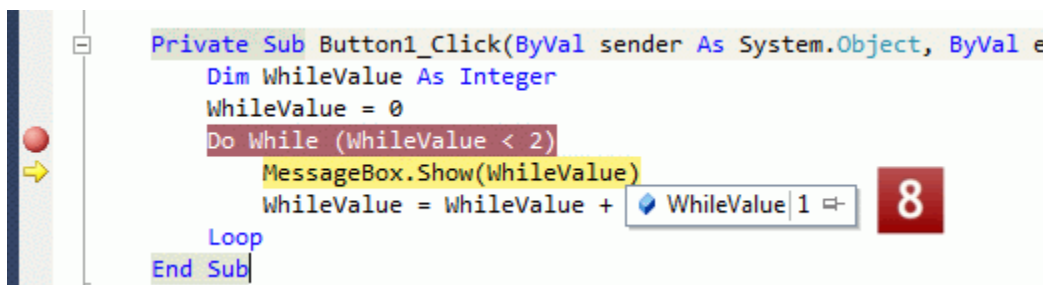 Private Sub Button1_Click(ByVal sender As System.Object, ByVal e
Dim WhileValue As Integer
WhileValue = 0
Do While (WhileValue < 2)
MessageBox.Show(WhileValue)
WhileValue = WhileValue + WhileValue 1 8
Loop
End Sub